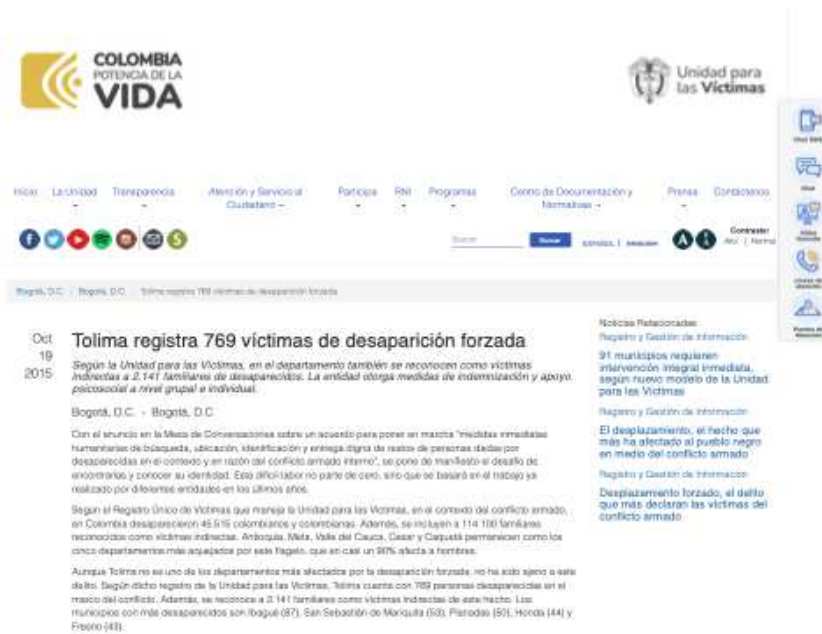 COLOMBIA
POTENCIA DE LA
VIDA
Unidad para
las Víctimas
Inicio La Unidad Transparencia Atención y Servicio al Ciudadano Participa RNI Programas Centro de Documentación y Normativas Prensa Contáctenos
Buscar Buscar ESPAÑOL |
Contraste:
Alto | Normal
Bogotá, D.C. Bogotá, D.C. Tolima registra 769 víctimas de desaparición forzada
Oct
19
2015
Tolima registra 769 víctimas de desaparición forzada
Según la Unidad para las Víctimas, en el departamento también se reconocen como víctimas
indirectas a 2.141 familiares de desaparecidos. La entidad otorga medidas de indemnización y apoyo
psicosocial a nivel grupal e individual.
Bogotá, D.C. - Bogotá, D.C
Con el anuncio en la Mesa de Conversaciones sobre un acuerdo para poner en marcha "medidas inmediatas
humanitarias de búsqueda, ubicación, identificación y entrega digna de restos de personas dadas por
desaparecidas en el contexto y en razón del conflicto armado interno", se pone de manifiesto el desafío de
encontrarlas y conocer su identidad. Esta difícil labor no parte de cero, sino que se basará en el trabajo ya
realizado por diferentes entidades en los últimos años.
Según el Registro Único de Víctimas que maneja la Unidad para las Víctimas, en el contexto del conflicto armado,
en Colombia desaparecieron 45.515 colombianos y colombianas. Además, se incluyen a 114.100 familiares
reconocidos como víctimas indirectas. Antioquia, Meta, Valle del Cauca, Cesar y Caquetá permanecen como los
cinco departamentos más aquejados por este flagelo, que en casi un 90% afecta a hombres.
Aunque Tolima no es uno de los departamentos más afectados por la desaparición forzada, no ha sido ajeno a este
delito. Según dicho registro de la Unidad para las Víctimas, Tolima cuenta con 769 personas desaparecidas en el
marco del conflicto. Además, se reconoce a 2.141 familiares como víctimas indirectas de este hecho. Los
municipios con más desaparecidos son Ibagué (87), San Sebastián de Mariquita (53), Planadas (50), Honda (44) y
Fresno (43).
Noticias Relacionadas
Registro y Gestión de Información
91 municipios requieren
intervención integral inmediata,
según nuevo modelo de la Unidad
para las Víctimas
Registro y Gestión de Información
El desplazamiento, el hecho que
más ha afectado al pueblo negro
en medio del conflicto armado
Registro y Gestión de Información
Desplazamiento forzado, el delito
que más declaran las víctimas del
conflicto armado